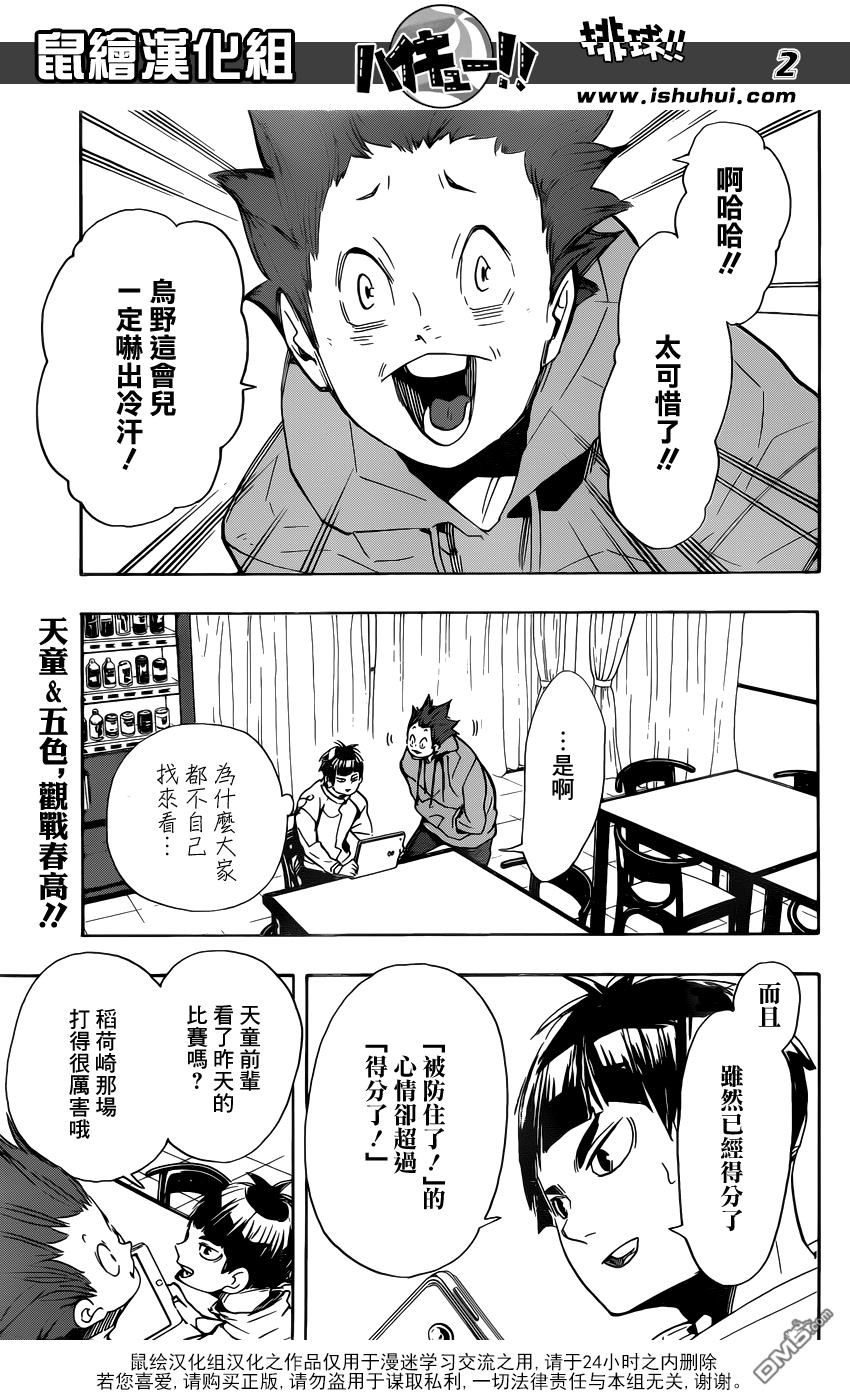 鼠繪漢化組
ハイキュー!!
排球!!
2
www.ishuhui.com
啊哈哈!!
太可惜了!!
烏野這會兒
一定嚇出冷汗!
天童&五色,觀戰春高!!
…是啊
為什麼大家
都不自己
找來看…
而且
雖然已經得分了
「被防住了!」的
心情卻超過
「得分了!」
天童前輩
看了昨天的
比賽嗎?
稻荷崎那場
打得很厲害哦
鼠绘汉化组汉化之作品仅用于漫迷学习交流之用, 请于24小时之内删除
若您喜爱, 请购买正版, 请勿用于谋取私利, 一切法律责任与本组无关, 谢谢.
DM5.com